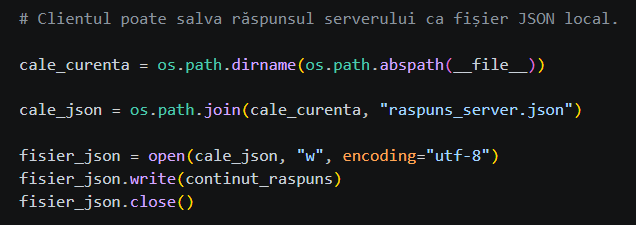 # Clientul poate salva răspunsul serverului ca fișier JSON local.
cale_curenta = os.path.dirname(os.path.abspath(__file__))
cale_json = os.path.join(cale_curenta, "raspuns_server.json")
fisier_json = open(cale_json, "w", encoding="utf-8")
fisier_json.write(continut_raspuns)
fisier_json.close()